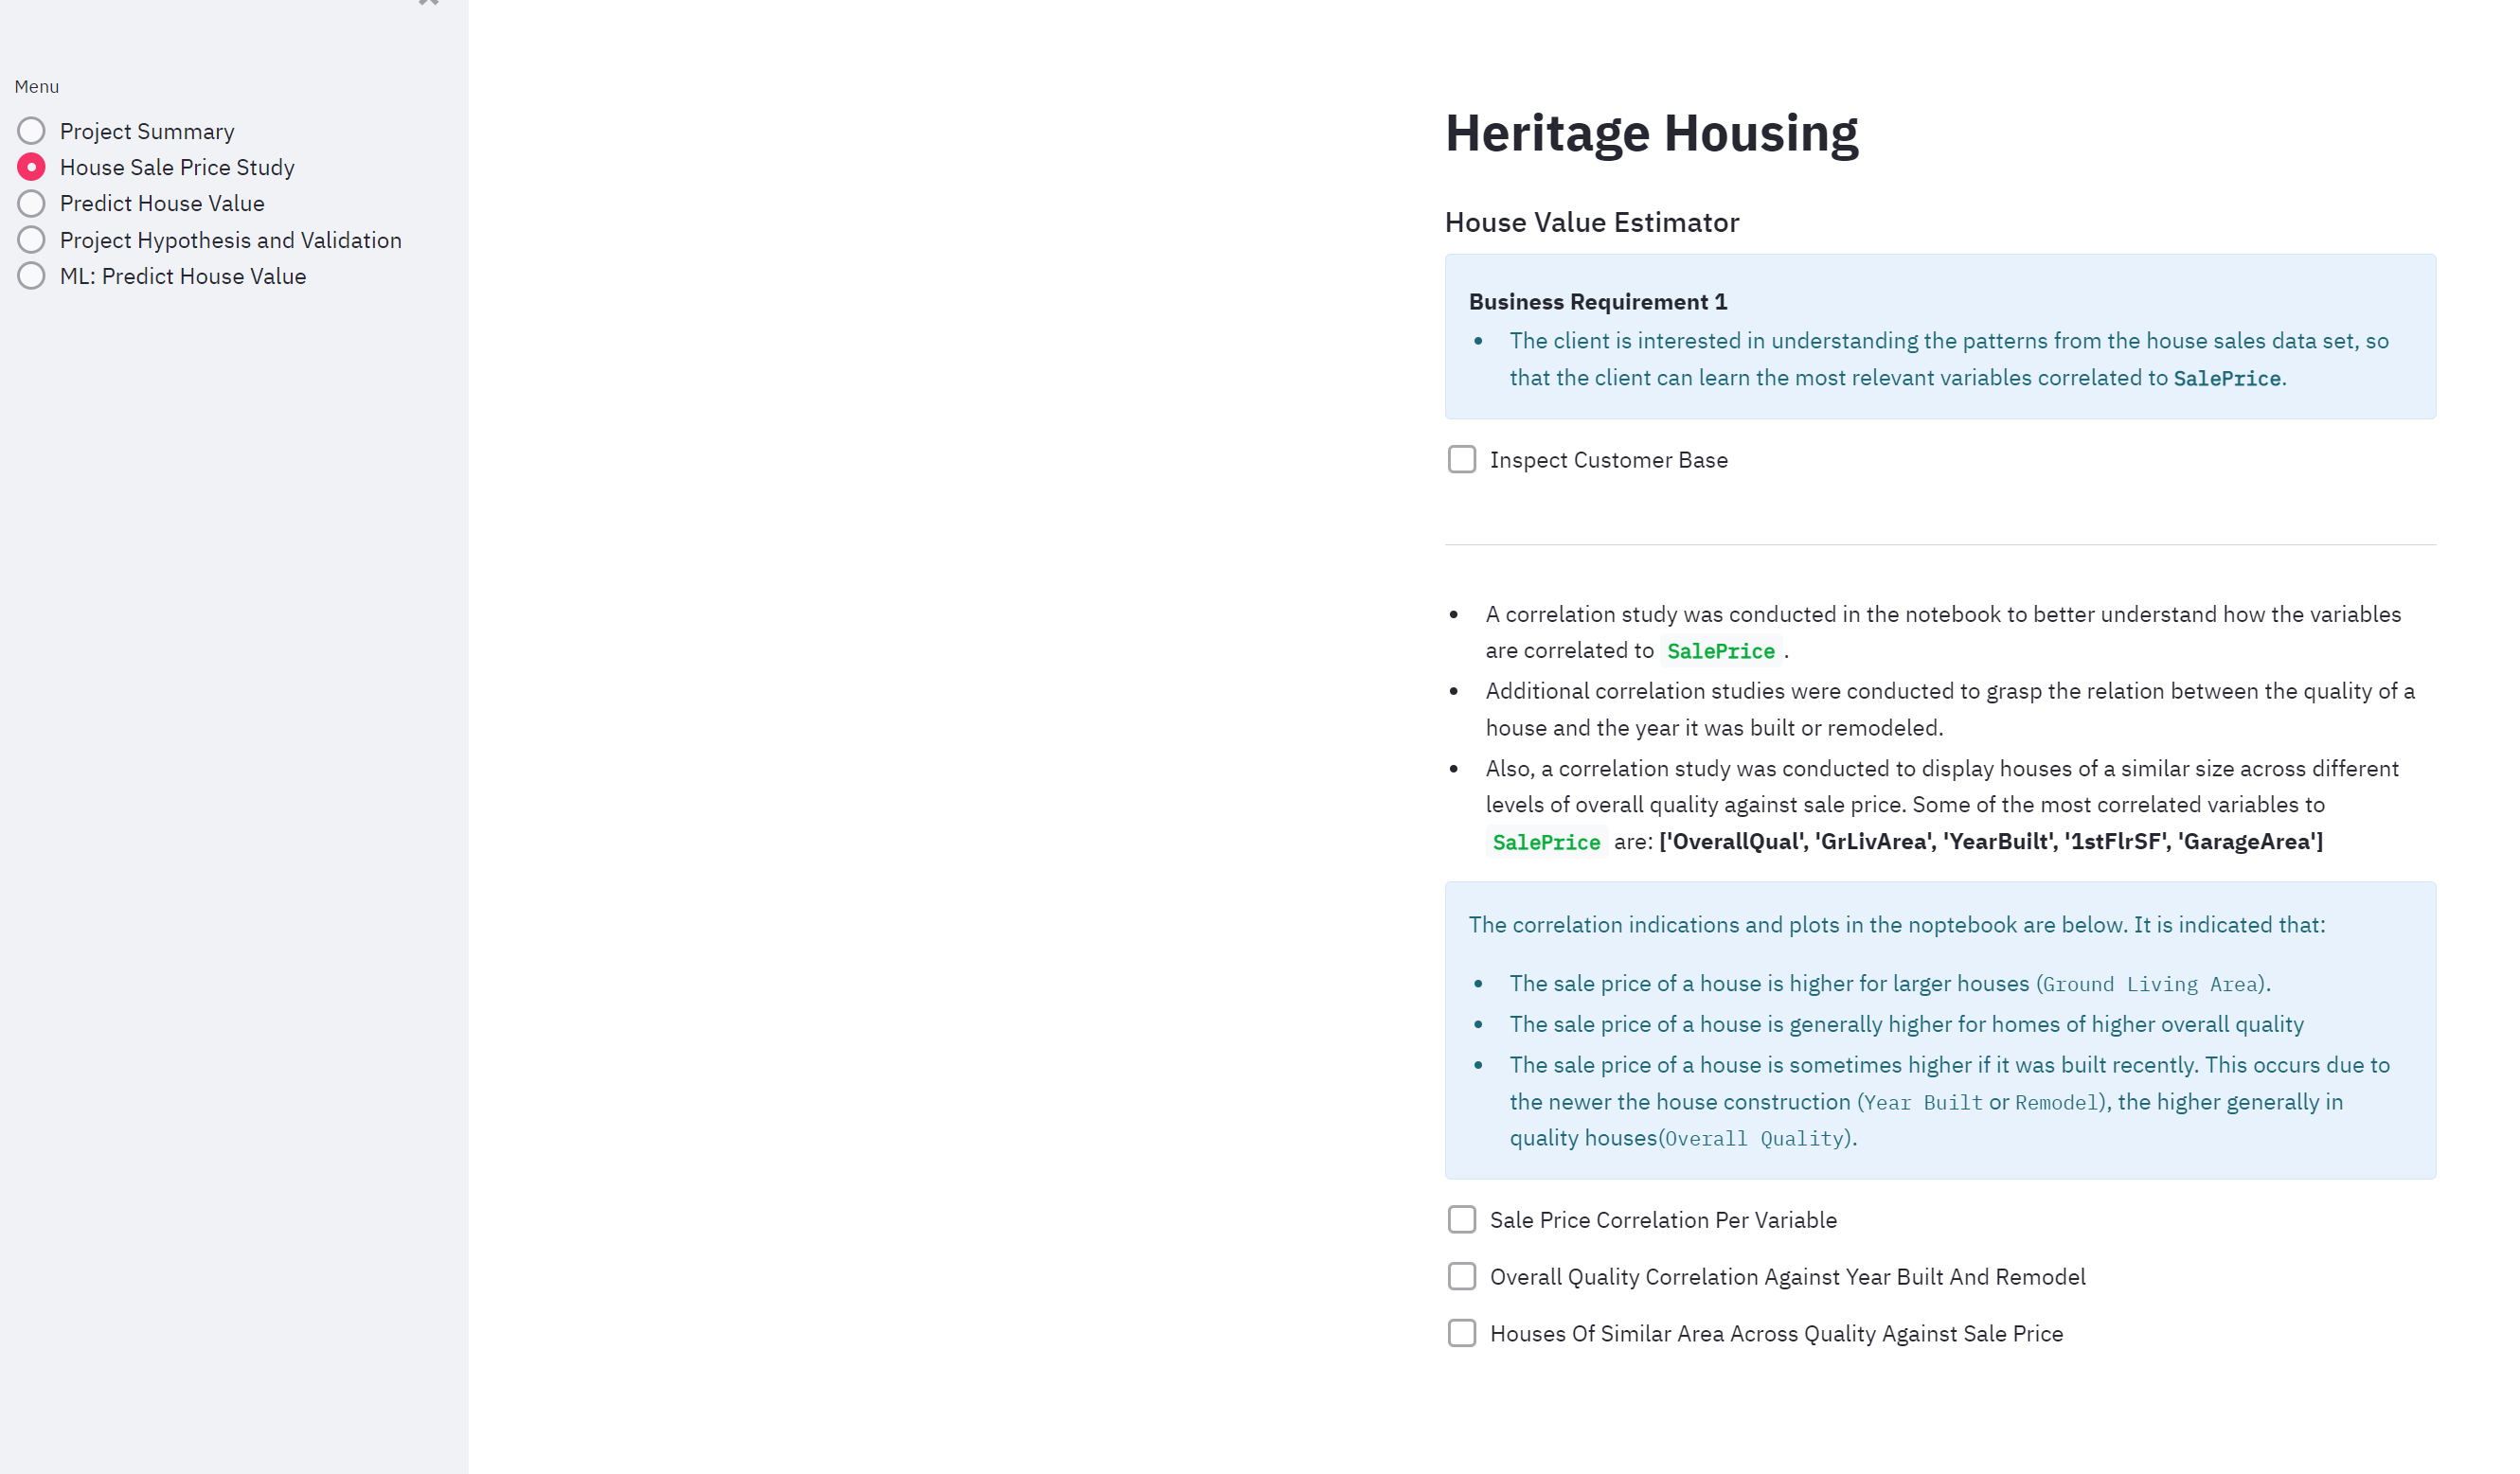 Menu
Project Summary
House Sale Price Study
Predict House Value
Project Hypothesis and Validation
ML: Predict House Value
Heritage Housing
House Value Estimator
Business Requirement 1
• The client is interested in understanding the patterns from the house sales data set, so
that the client can learn the most relevant variables correlated to SalePrice.
Inspect Customer Base
• A correlation study was conducted in the notebook to better understand how the variables
are correlated to SalePrice .
• Additional correlation studies were conducted to grasp the relation between the quality of a
house and the year it was built or remodeled.
• Also, a correlation study was conducted to display houses of a similar size across different
levels of overall quality against sale price. Some of the most correlated variables to
SalePrice are: ['OverallQual', 'GrLivArea', 'YearBuilt', '1stFlrSF', 'GarageArea']
The correlation indications and plots in the noptebook are below. It is indicated that:
• The sale price of a house is higher for larger houses (Ground Living Area).
• The sale price of a house is generally higher for homes of higher overall quality
• The sale price of a house is sometimes higher if it was built recently. This occurs due to
the newer the house construction (Year Built or Remodel), the higher generally in
quality houses(Overall Quality).
Sale Price Correlation Per Variable
Overall Quality Correlation Against Year Built And Remodel
Houses Of Similar Area Across Quality Against Sale Price